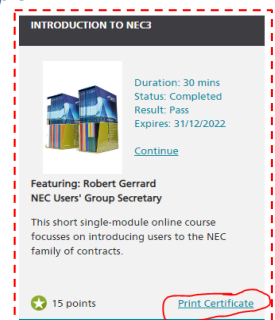 INTRODUCTION TO NEC3
Duration: 30 mins
Status: Completed
Result: Pass
Expires: 31/12/2022
Continue
Featuring: Robert Gerrard
NEC Users' Group Secretary
This short single-module online course
focusses on introducing users to the NEC
family of contracts.
15 points
Print Certificate